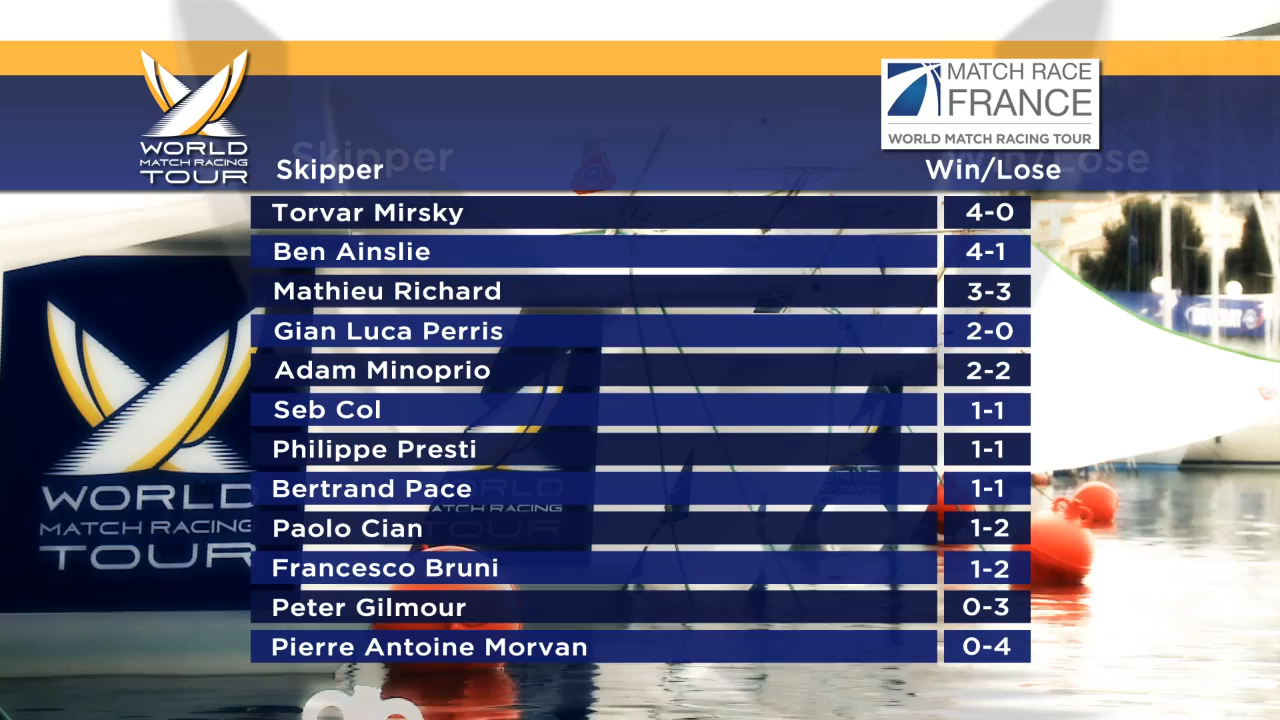 MATCH RACE
FRANCE
WORLD MATCH RACING TOUR
WORLD
MATCH RACING
TOUR
Skipper Win/Lose
Torvar Mirsky 4-0
Ben Ainslie 4-1
Mathieu Richard 3-3
Gian Luca Perris 2-0
Adam Minoprio 2-2
Seb Col 1-1
Philippe Presti 1-1
Bertrand Pace 1-1
Paolo Cian 1-2
Francesco Bruni 1-2
Peter Gilmour 0-3
Pierre Antoine Morvan 0-4
WORLD
MATCH RACING
TOUR